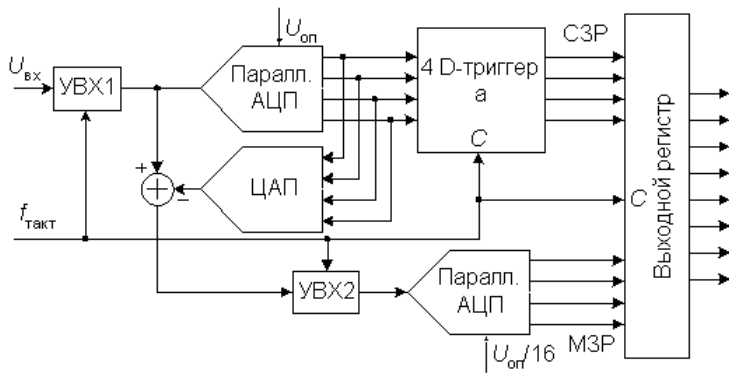 Uоп
СЗР
Uвх
УВХ1
Паралл.
АЦП
4 D-триггер
а
C
ЦАП
+
−
fтакт
C
Выходной регистр
УВХ2
Паралл.
АЦП
МЗР
Uоп/16